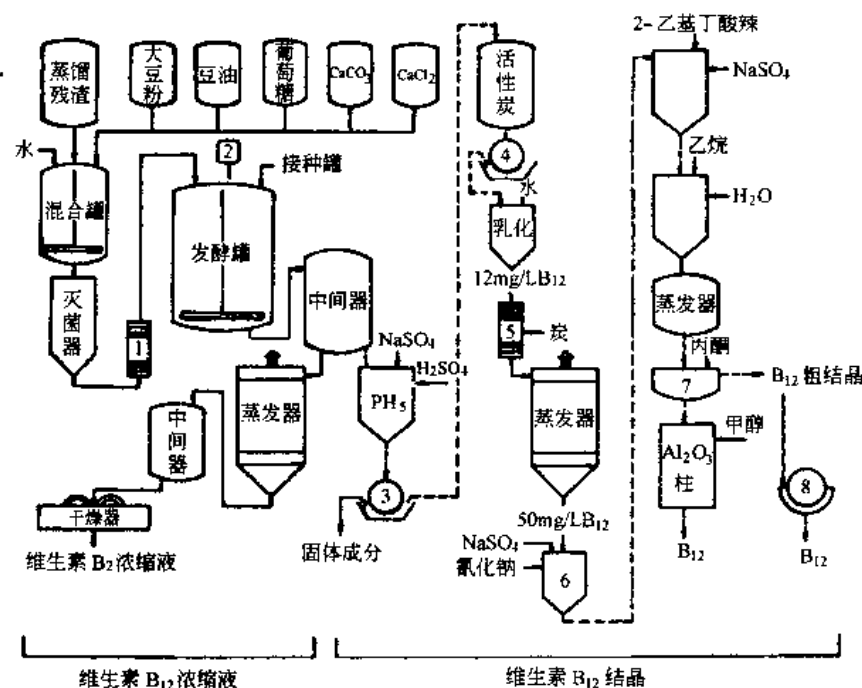 蒸馏
残渣
大豆粉
豆油
葡萄糖
CaCO₃
CaCl₂
水
混合罐
2
接种罐
发酵罐
灭菌器
1
中间器
NaSO₄
H₂SO₄
PH₅
蒸发器
中间器
干燥器
维生素 B₂ 浓缩液
3
固体成分
活性炭
4
水
乳化
12mg/LB₁₂
5
炭
蒸发器
50mg/LB₁₂
NaSO₄
氰化钠
6
2-乙基丁酸辣
NaSO₄
乙烷
H₂O
蒸发器
丙酮
7
B₁₂ 粗结晶
甲醇
Al₂O₃
柱
8
B₁₂
B₁₂
维生素 B₁₂ 浓缩液
维生素 B₁₂ 结晶